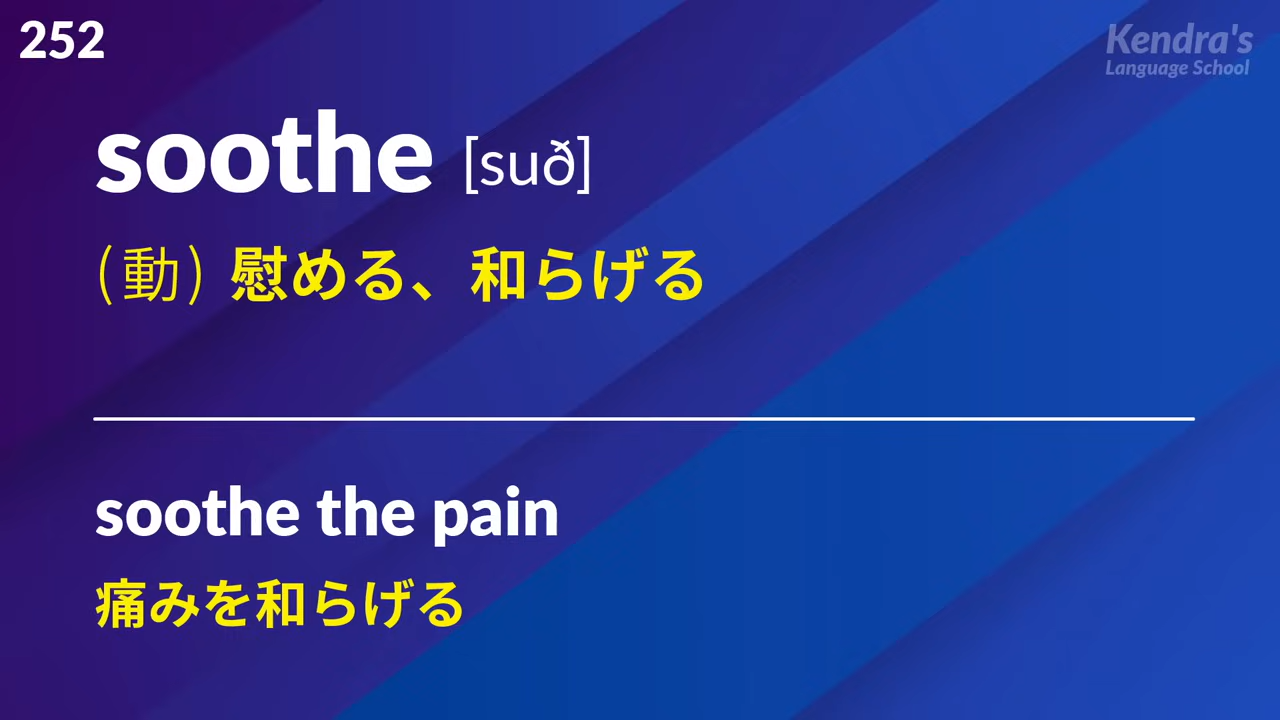 252
Kendra's
Language School
soothe [suð]
(動) 慰める、和らげる
soothe the pain
痛みを和らげる